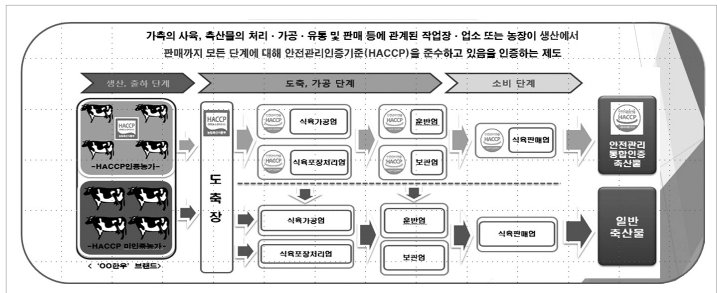 가축의 사육, 축산물의 처리·가공·유통 및 판매 등에 관계된 작업장·업소 또는 농장이 생산에서
판매까지 모든 단계에 대해 안전관리인증기준(HACCP)을 준수하고 있음을 인증하는 제도
생산, 출하 단계
도축, 가공 단계
소비 단계
HACCP
~HACCP인증농가~
~HACCP 미인증농가~
< 'OO한우' 브랜드>
HACCP
도축장
HACCP
식육가공업
HACCP
식육포장처리업
HACCP
운반업
HACCP
보관업
HACCP
식육판매업
HACCP
안전관리
통합인증
축산물
식육가공업
식육포장처리업
운반업
보관업
식육판매업
일반
축산물